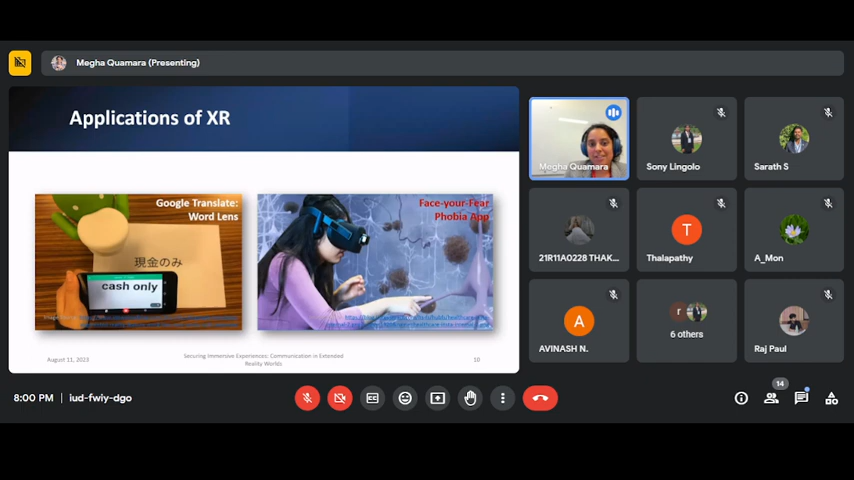 Megha Quamara (Presenting)
Applications of XR
Google Translate:
Word Lens
現金のみ
cash only
Face-your-Fear
Phobia App
August 11, 2023
Securing Immersive Experiences: Communication in Extended
Reality Worlds
10
Megha Quamara
Sony Lingolo
Sarath S
21R11A0228 THAK...
T
Thalapathy
A_Mon
A
AVINASH N.
r
6 others
Raj Paul
8:00 PM | iud-fwiy-dgo
14